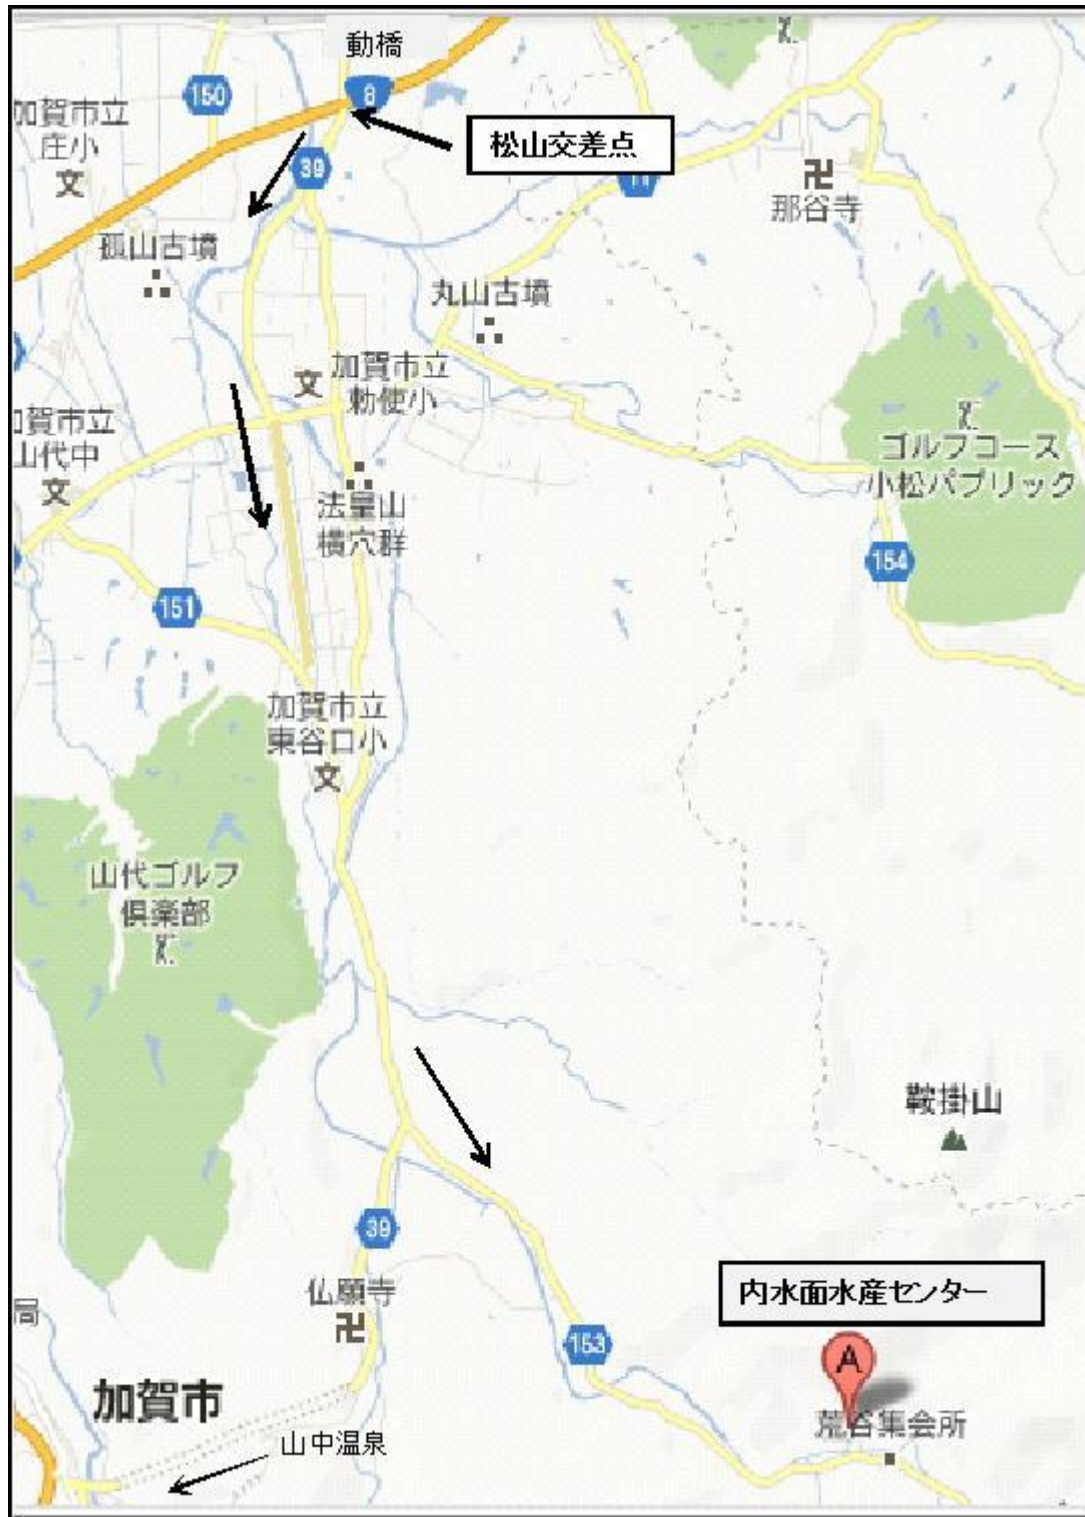 動橋
8
150
加賀市立
庄小
文
松山交差点
39
11
那谷寺
狐山古墳
丸山古墳
加賀市立
勅使小
文
加賀市立
山代中
文
ゴルフコース
小松パブリック
法皇山
横穴群
154
151
加賀市立
東谷口小
文
山代ゴルフ
倶楽部
鞍掛山
39
内水面水産センター
仏願寺
局
153
A
加賀市
荒谷集会所
山中温泉